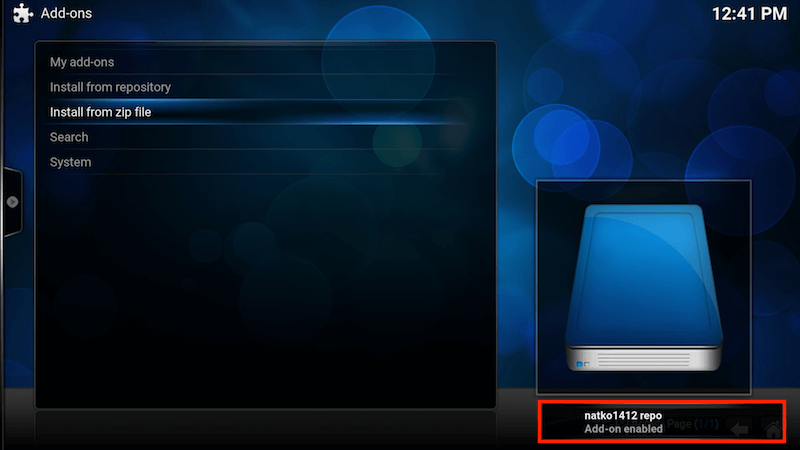 Add-ons
12:41 PM
My add-ons
Install from repository
Install from zip file
Search
System
natko1412 repo
Page (1/1)
Add-on enabled